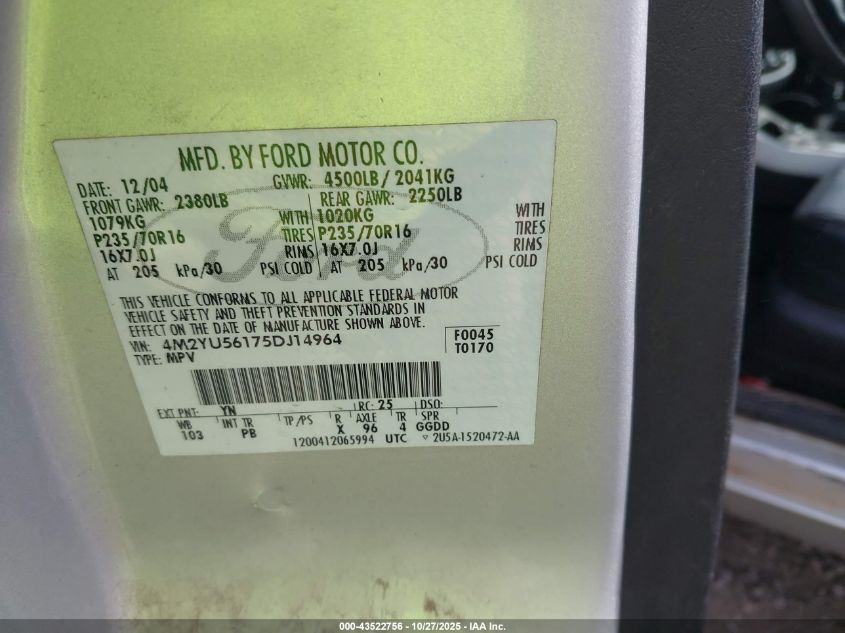 MFD. BY FORD MOTOR CO.
DATE: 12/04 GVWR: 4500LB/ 2041KG
FRONT GAWR: 2380LB REAR GAWR: 2250LB
1079KG WITH 1020KG WITH
P235/70R16 TIRES P235/70R16 TIRES
16X7.0J RIMS 16X7.0J RIMS
AT 205 kPa/30 PSI COLD AT 205 kPa/30 PSI COLD
Ford
THIS VEHICLE CONFORMS TO ALL APPLICABLE FEDERAL MOTOR
VEHICLE SAFETY AND THEFT PREVENTION STANDARDS IN
EFFECT ON THE DATE OF MANUFACTURE SHOWN ABOVE.
VIN: 4M2YU56175DJ14964 F0045
TYPE: MPV T0170
EXT PNT: YN RC: 25 DSO:
WB INT TR TP/PS R AXLE TR SPR
103 PB X 96 4 GGDD
1200412065994 UTC ▽ 2U5A-1520472-AA
000-43522756 - 10/27/2025 - IAA Inc.